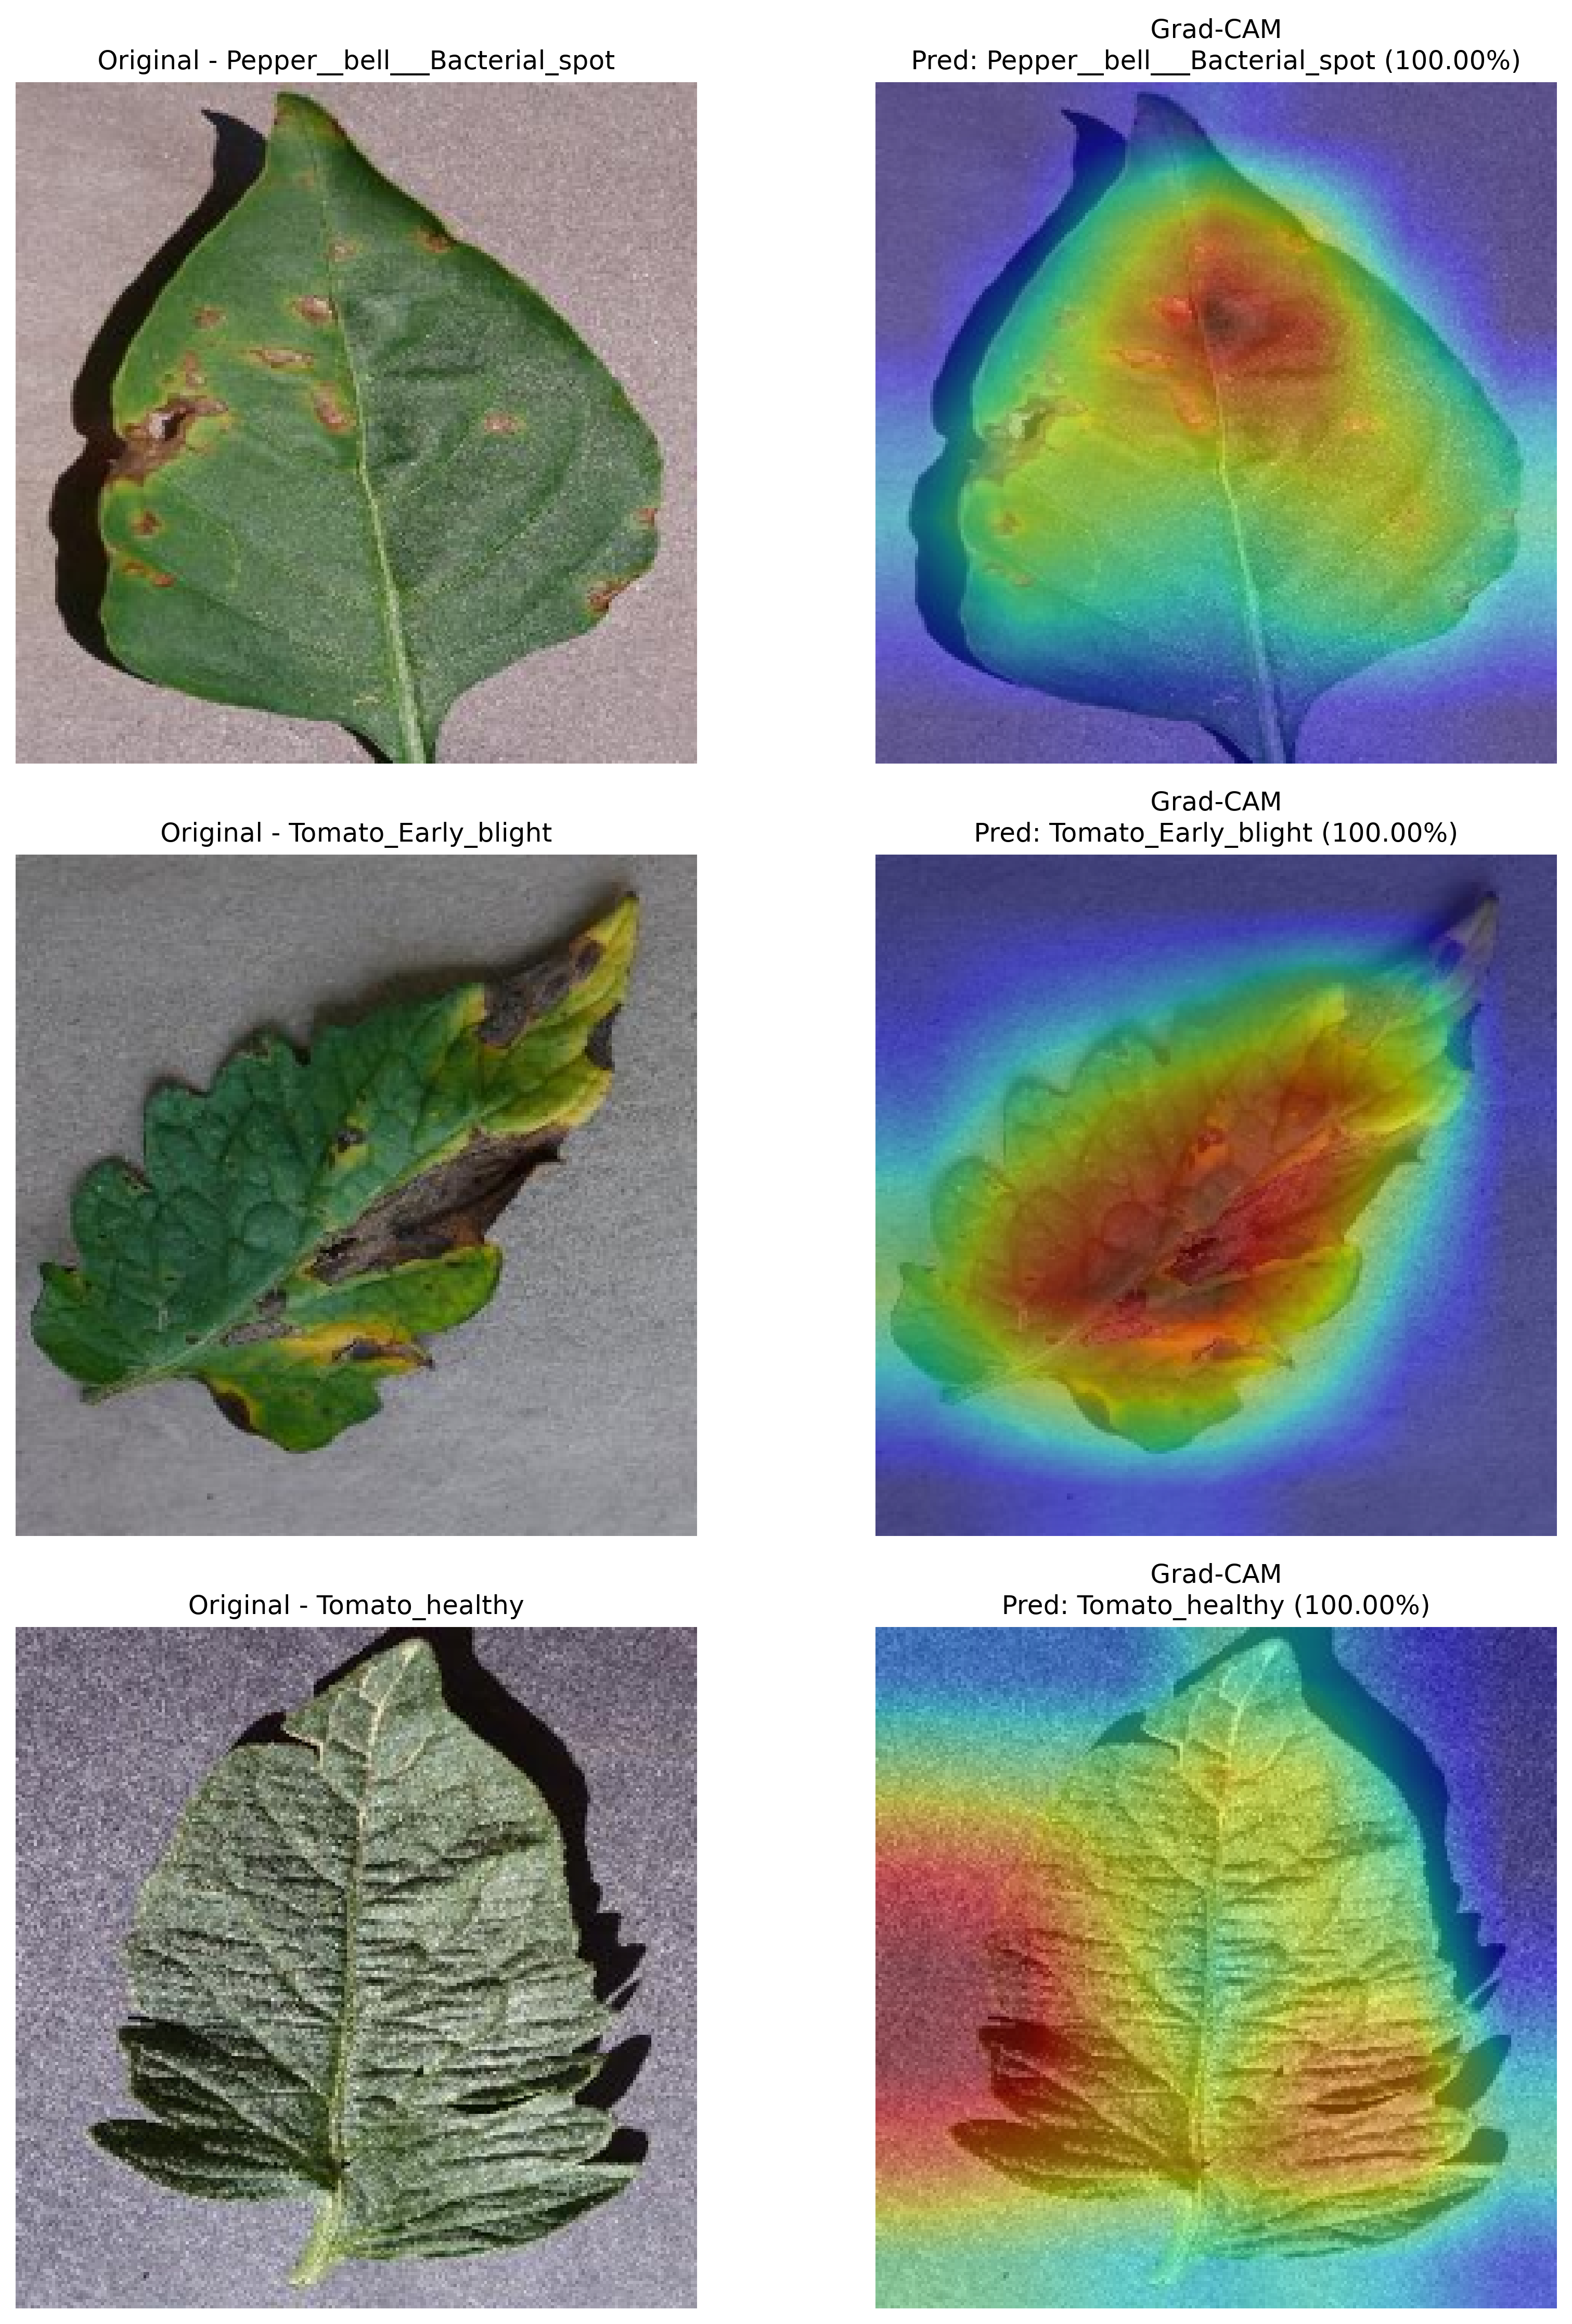 Original - Pepper__bell___Bacterial_spot
Grad-CAM
Pred: Pepper__bell___Bacterial_spot (100.00%)
Original - Tomato_Early_blight
Grad-CAM
Pred: Tomato_Early_blight (100.00%)
Original - Tomato_healthy
Grad-CAM
Pred: Tomato_healthy (100.00%)